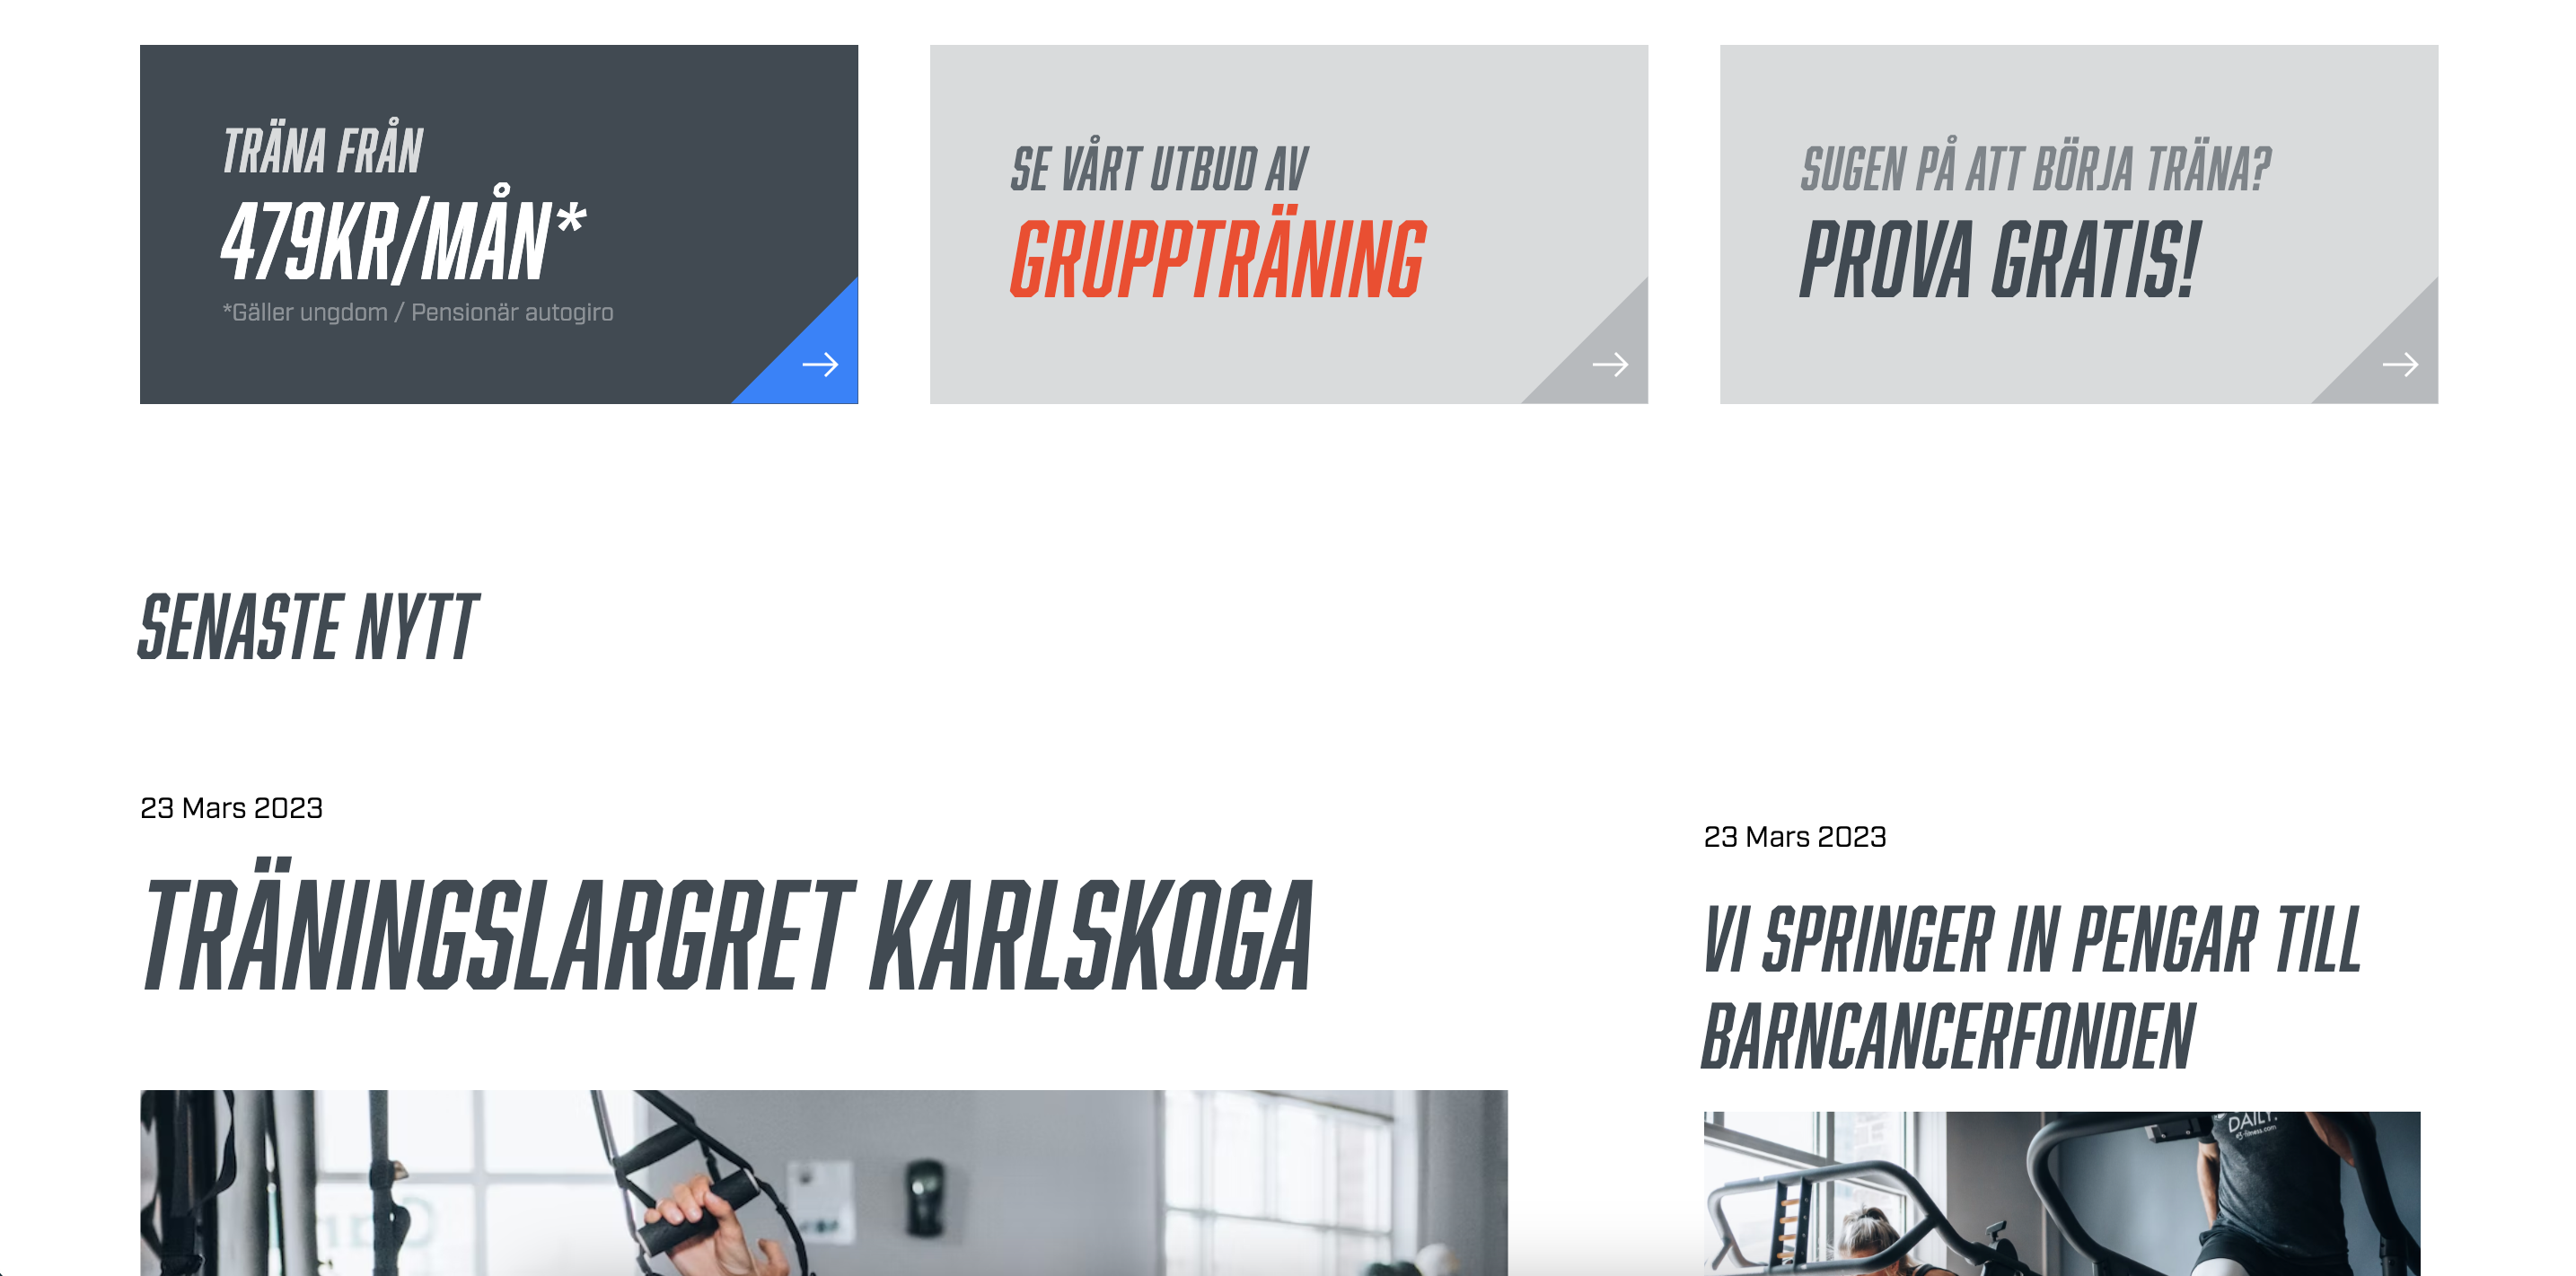 TRÄNA FRÅN
479KR/MÅN*
*Gäller ungdom / Pensionär autogiro
SE VÅRT UTBUD AV
GRUPPTRÄNING
SUGEN PÅ ATT BÖRJA TRÄNA?
PROVA GRATIS!
SENASTE NYTT
23 Mars 2023
TRÄNINGSLARGRET KARLSKOGA
23 Mars 2023
VI SPRINGER IN PENGAR TILL
BARNCANCERFONDEN
DAILY.